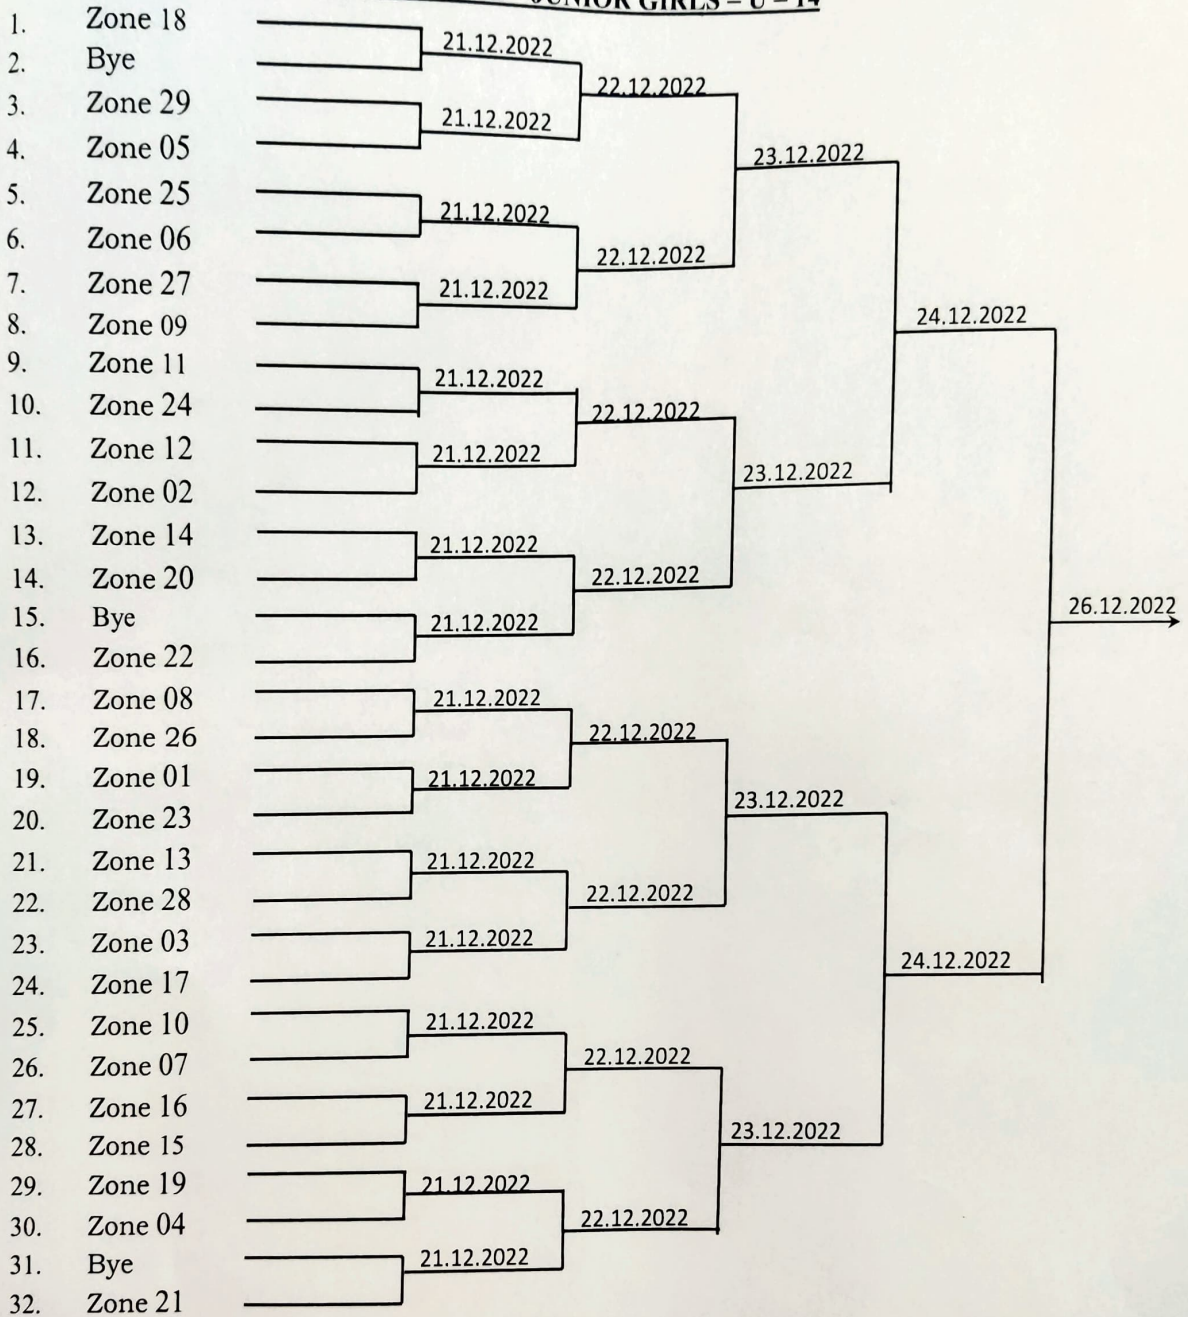 JUNIOR GIRLS – U – 14
1. Zone 18
21.12.2022
2. Bye
22.12.2022
3. Zone 29
21.12.2022
4. Zone 05
23.12.2022
5. Zone 25
21.12.2022
6. Zone 06
22.12.2022
7. Zone 27
21.12.2022
8. Zone 09
24.12.2022
9. Zone 11
21.12.2022
10. Zone 24
22.12.2022
11. Zone 12
21.12.2022
12. Zone 02
23.12.2022
13. Zone 14
21.12.2022
14. Zone 20
22.12.2022
15. Bye
21.12.2022
26.12.2022
16. Zone 22
17. Zone 08
21.12.2022
18. Zone 26
22.12.2022
19. Zone 01
21.12.2022
20. Zone 23
23.12.2022
21. Zone 13
21.12.2022
22. Zone 28
22.12.2022
23. Zone 03
21.12.2022
24. Zone 17
24.12.2022
25. Zone 10
21.12.2022
26. Zone 07
22.12.2022
27. Zone 16
21.12.2022
28. Zone 15
23.12.2022
29. Zone 19
21.12.2022
30. Zone 04
22.12.2022
31. Bye
21.12.2022
32. Zone 21